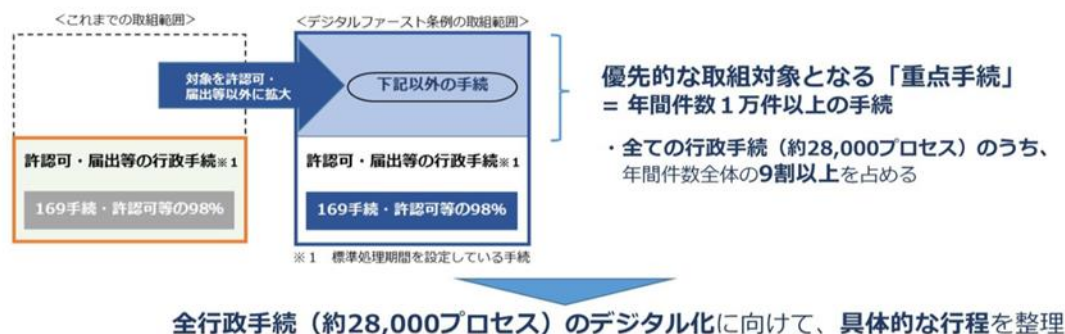 ＜これまでの取組範囲＞
＜デジタルファースト条例の取組範囲＞
対象を許認可・
届出等以外に拡大
下記以外の手続
許認可・届出等の行政手続※1
169手続・許認可等の98%
許認可・届出等の行政手続※1
169手続・許認可等の98%
※１　標準処理期間を設定している手続
優先的な取組対象となる「重点手続」
= 年間件数１万件以上の手続
・全ての行政手続（約28,000プロセス）のうち、
年間件数全体の9割以上を占める
全行政手続（約28,000プロセス）のデジタル化に向けて、具体的な行程を整理